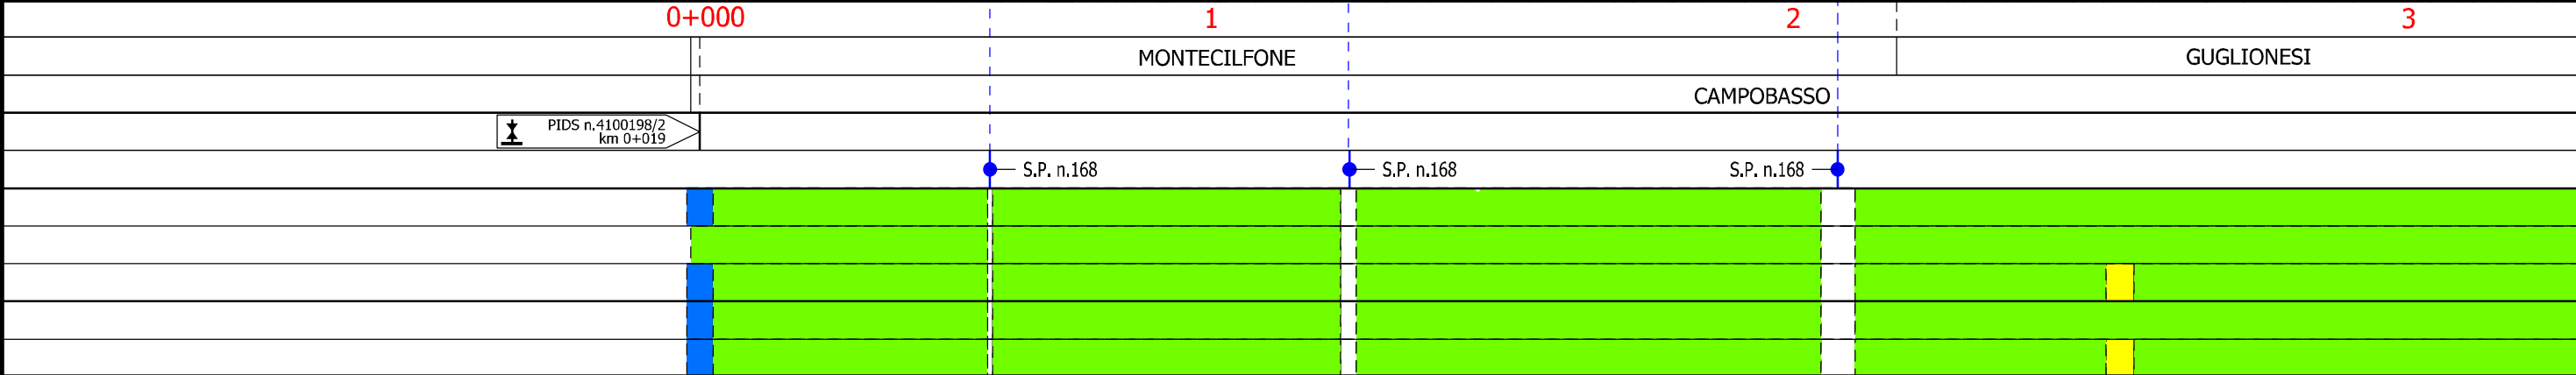 0+000 1 2 3
MONTECILFONE GUGLIONESI
CAMPOBASSO
PIDS n.4100198/2
km 0+019
S.P. n.168 S.P. n.168 S.P. n.168